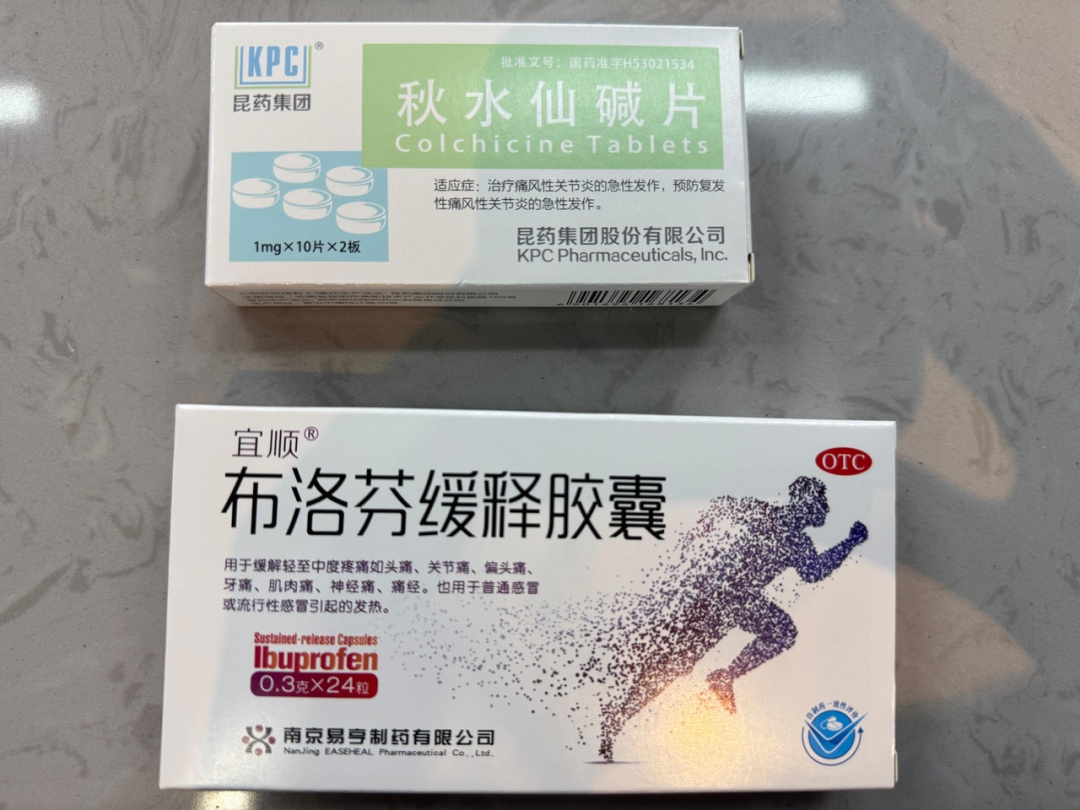 KPC®
昆药集团
批准文号：国药准字H53021534
秋水仙碱片
Colchicine Tablets
适应症：治疗痛风性关节炎的急性发作，预防复发
性痛风性关节炎的急性发作。
1mg×10片×2板
昆药集团股份有限公司
KPC Pharmaceuticals, Inc.
宜顺®
OTC
布洛芬缓释胶囊
用于缓解轻至中度疼痛如头痛、关节痛、偏头痛、
牙痛、肌肉痛、神经痛、痛经。也用于普通感冒
或流行性感冒引起的发热。
Sustained-release Capsules
Ibuprofen
0.3克×24粒
南京易亨制药有限公司
NanJing EASEHEAL Pharmaceutical Co.,Ltd.
仿制药一致性评价